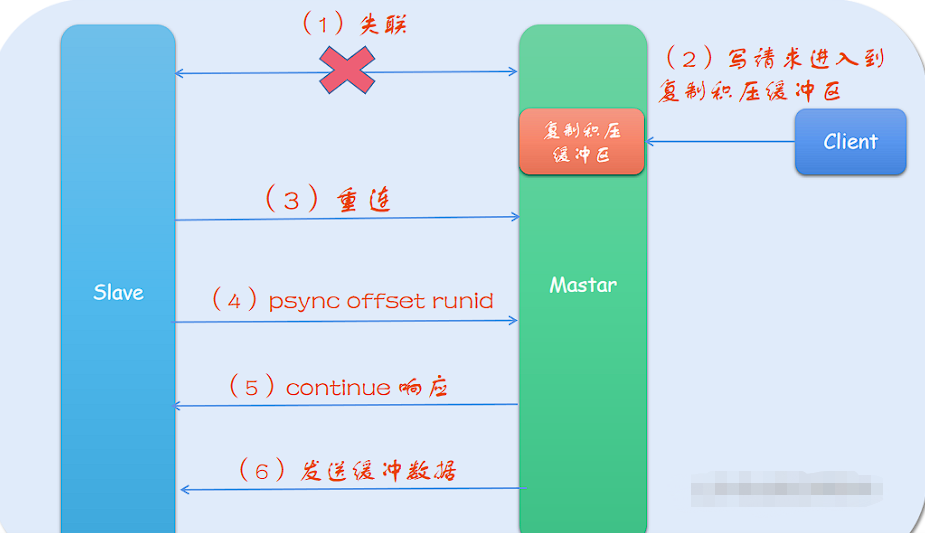 (1)失联
(2)写请求进入到
复制积压缓冲区
复制积压
缓冲区
Client
(3)重连
Slave
Mastar
(4)psync offset runid
(5)continue 响应
(6)发送缓冲数据